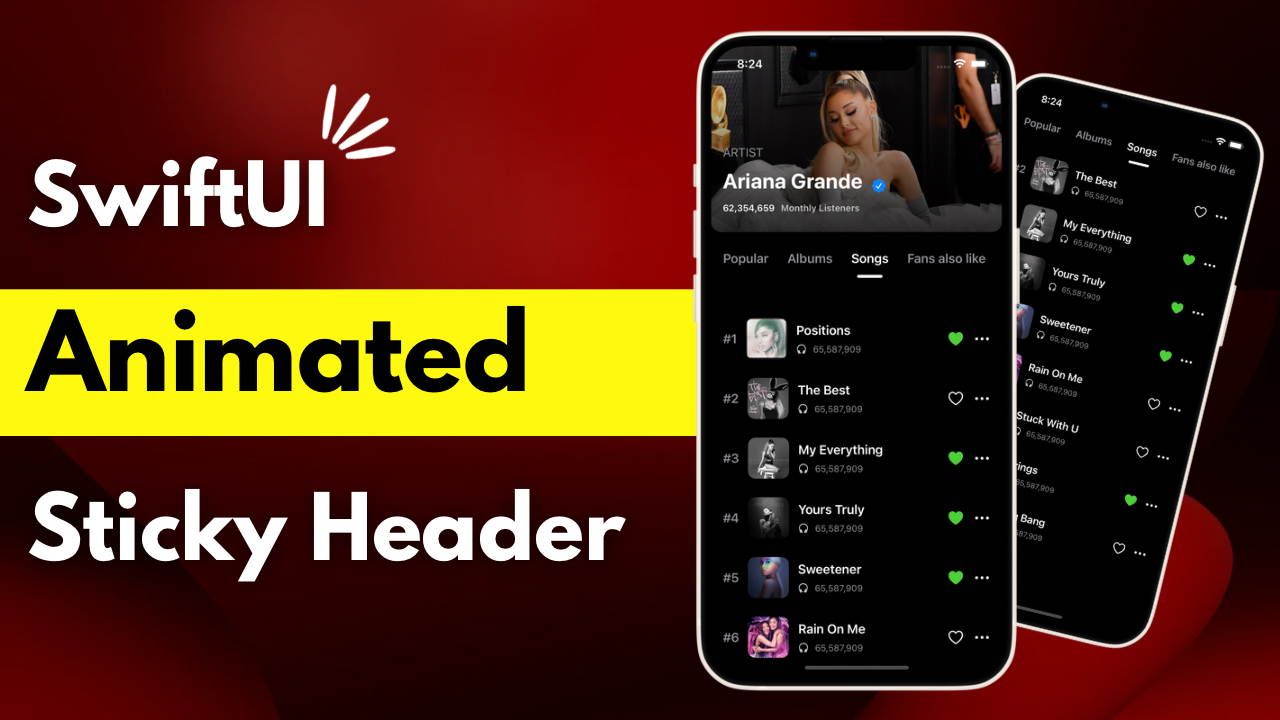 SwiftUI
Animated
Sticky Header
8:24
ARTIST
Ariana Grande
62,354,659 Monthly Listeners
Popular Albums Songs Fans also like
#1 Positions
65,587,909
#2 The Best
65,587,909
#3 My Everything
65,587,909
#4 Yours Truly
65,587,909
#5 Sweetener
65,587,909
#6 Rain On Me
65,587,909
8:24
Popular Albums Songs Fans also like
#2 The Best
65,587,909
My Everything
65,587,909
Yours Truly
65,587,909
Sweetener
65,587,909
Rain On Me
65,587,909
Stuck With U
65,587,909
ings
65,587,909
Bang
587,909